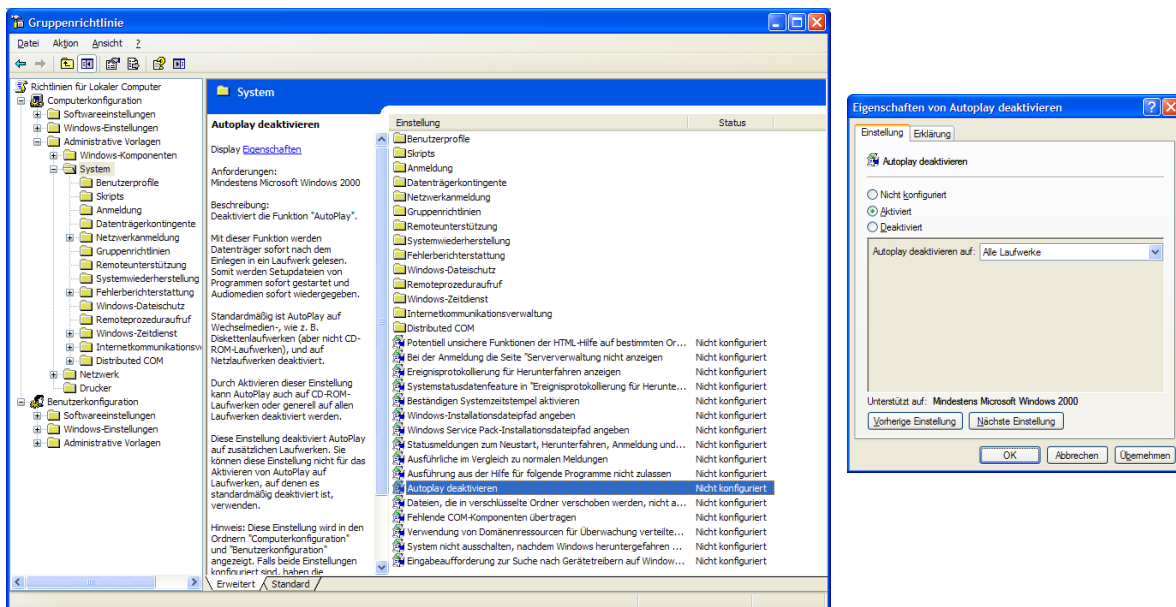 Gruppenrichtlinie
Datei Aktion Ansicht ?
Richtlinien für Lokaler Computer
Computerkonfiguration
Softwareeinstellungen
Windows-Einstellungen
Administrative Vorlagen
Windows-Komponenten
System
Benutzerprofile
Skripts
Anmeldung
Datenträgerkontingente
Netzwerkanmeldung
Gruppenrichtlinien
Remoteunterstützung
Systemwiederherstellung
Fehlerberichterstattung
Windows-Dateischutz
Remoteprozeduraufruf
Windows-Zeitdienst
Internetkommunikationsv
Distributed COM
Netzwerk
Drucker
Benutzerkonfiguration
Softwareeinstellungen
Windows-Einstellungen
Administrative Vorlagen
System
Autoplay deaktivieren
Display Eigenschaften
Anforderungen:
Mindestens Microsoft Windows 2000
Beschreibung:
Deaktiviert die Funktion "AutoPlay".
Mit dieser Funktion werden
Datenträger sofort nach dem
Einlegen in ein Laufwerk gelesen.
Somit werden Setupdateien von
Programmen sofort gestartet und
Audiomedien sofort wiedergegeben.
Standardmäßig ist AutoPlay auf
Wechselmedien-, wie z. B.
Diskettenlaufwerken (aber nicht CD-
ROM-Laufwerken), und auf
Netzlaufwerken deaktiviert.
Durch Aktivieren dieser Einstellung
kann AutoPlay auch auf CD-ROM-
Laufwerken oder generell auf allen
Laufwerken deaktiviert werden.
Diese Einstellung deaktiviert AutoPlay
auf zusätzlichen Laufwerken. Sie
können diese Einstellung nicht für das
Aktivieren von AutoPlay auf
Laufwerken, auf denen es
standardmäßig deaktiviert ist,
verwenden.
Hinweis: Diese Einstellung wird in den
Ordnern "Computerkonfiguration"
und "Benutzerkonfiguration"
angezeigt. Falls beide Einstellungen
konfiguriert sind, haben die
Einstellung Status
Benutzerprofile
Skripts
Anmeldung
Datenträgerkontingente
Netzwerkanmeldung
Gruppenrichtlinien
Remoteunterstützung
Systemwiederherstellung
Fehlerberichterstattung
Windows-Dateischutz
Remoteprozeduraufruf
Windows-Zeitdienst
Internetkommunikationsverwaltung
Distributed COM
Potentiell unsichere Funktionen der HTML-Hilfe auf bestimmten Or... Nicht konfiguriert
Bei der Anmeldung die Seite "Serververwaltung nicht anzeigen Nicht konfiguriert
Ereignisprotokollierung für Herunterfahren anzeigen Nicht konfiguriert
Systemstatusdatenfeature in "Ereignisprotokollierung für Herunte... Nicht konfiguriert
Beständigen Systemzeitstempel aktivieren Nicht konfiguriert
Windows-Installationsdateipfad angeben Nicht konfiguriert
Windows Service Pack-Installationsdateipfad angeben Nicht konfiguriert
Statusmeldungen zum Neustart, Herunterfahren, Anmeldung und... Nicht konfiguriert
Ausführliche im Vergleich zu normalen Meldungen Nicht konfiguriert
Ausführung aus der Hilfe für folgende Programme nicht zulassen Nicht konfiguriert
Autoplay deaktivieren Nicht konfiguriert
Dateien, die in verschlüsselte Ordner verschoben werden, nicht a... Nicht konfiguriert
Fehlende COM-Komponenten übertragen Nicht konfiguriert
Verwendung von Domänenressourcen für Überwachung verteilte... Nicht konfiguriert
System nicht ausschalten, nachdem Windows heruntergefahren ... Nicht konfiguriert
Eingabeaufforderung zur Suche nach Gerätetreibern auf Window... Nicht konfiguriert
Erweitert Standard
Eigenschaften von Autoplay deaktivieren
Einstellung Erklärung
Autoplay deaktivieren
Nicht konfiguriert
Aktiviert
Deaktiviert
Autoplay deaktivieren auf: Alle Laufwerke
Unterstützt auf: Mindestens Microsoft Windows 2000
Vorherige Einstellung Nächste Einstellung
OK Abbrechen Übernehmen